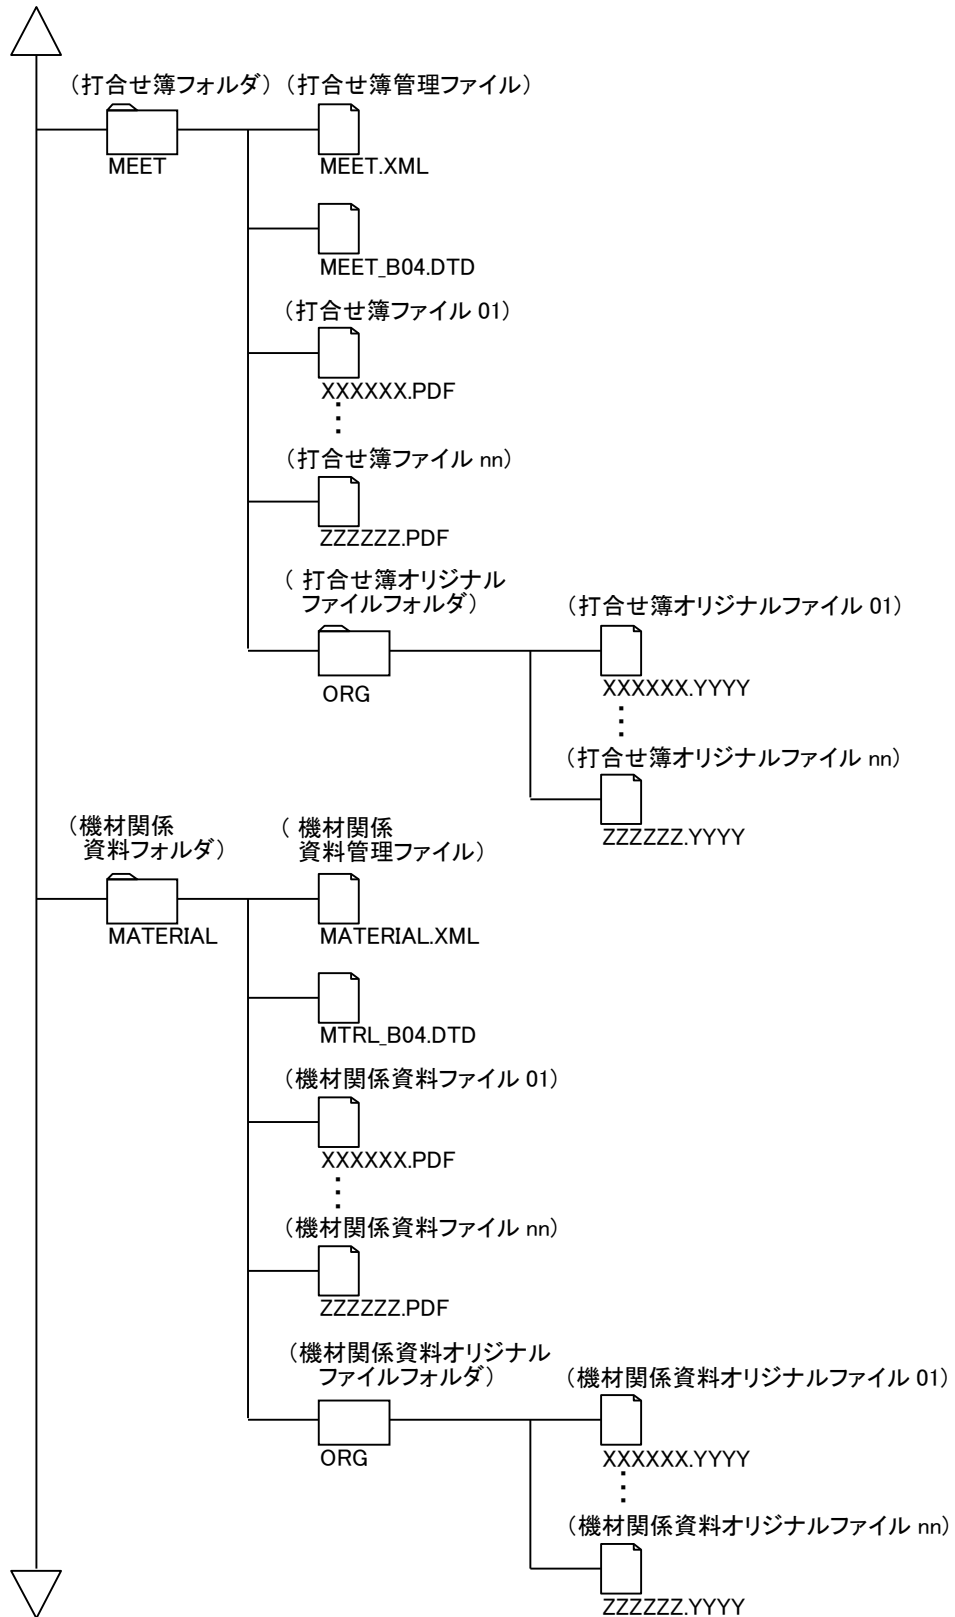 （打合せ簿フォルダ）（打合せ簿管理ファイル）
MEET
MEET.XML
MEET_B04.DTD
（打合せ簿ファイル 01）
XXXXXX.PDF
（打合せ簿ファイル nn）
ZZZZZZ.PDF
（ 打合せ簿オリジナル
ファイルフォルダ）
ORG
（打合せ簿オリジナルファイル 01）
XXXXXX.YYYY
（打合せ簿オリジナルファイル nn）
ZZZZZZ.YYYY
（機材関係
資料フォルダ）
MATERIAL
（ 機材関係
資料管理ファイル）
MATERIAL.XML
MTRL_B04.DTD
（機材関係資料ファイル 01）
XXXXXX.PDF
（機材関係資料ファイル nn）
ZZZZZZ.PDF
（機材関係資料オリジナル
ファイルフォルダ）
ORG
（機材関係資料オリジナルファイル 01）
XXXXXX.YYYY
（機材関係資料オリジナルファイル nn）
ZZZZZZ.YYYY